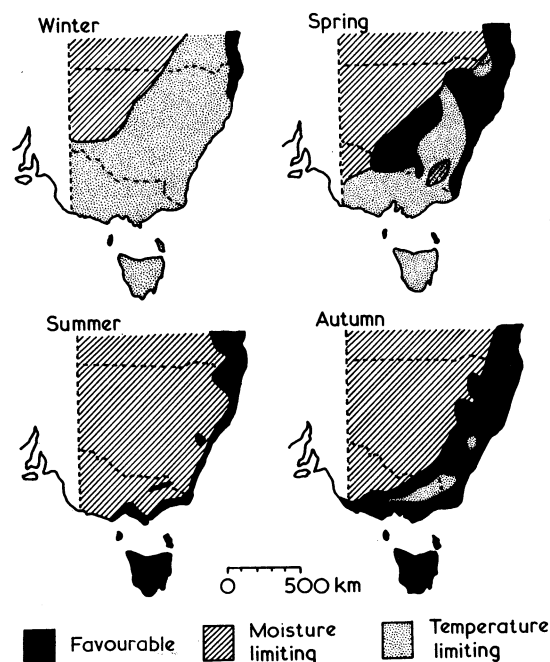 Winter
Spring
Summer
Autumn
0 500 km
Favourable
Moisture
limiting
Temperature
limiting